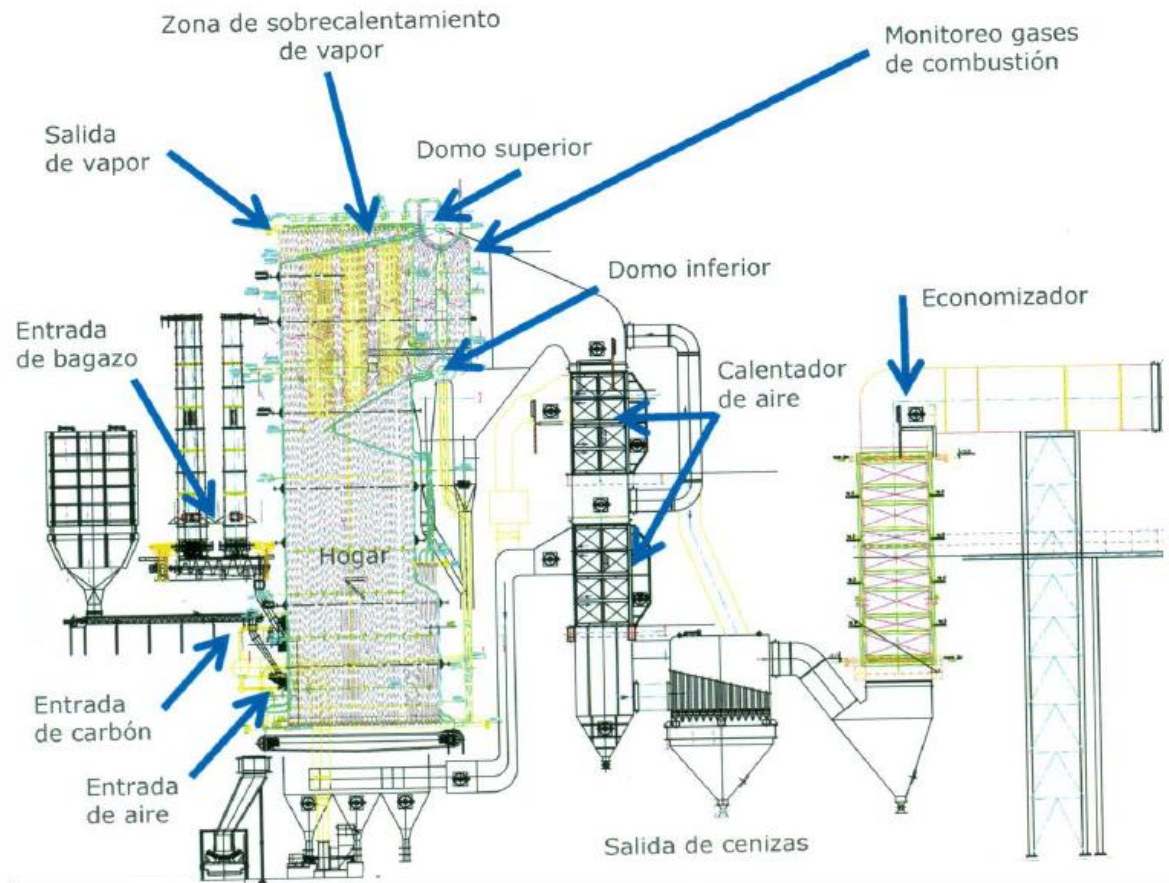 Zona de sobrecalentamiento
de vapor
Monitoreo gases
de combustión
Salida
de vapor
Domo superior
Domo inferior
Economizador
Entrada
de bagazo
Calentador
de aire
Hogar
Entrada
de carbón
Entrada
de aire
Salida de cenizas